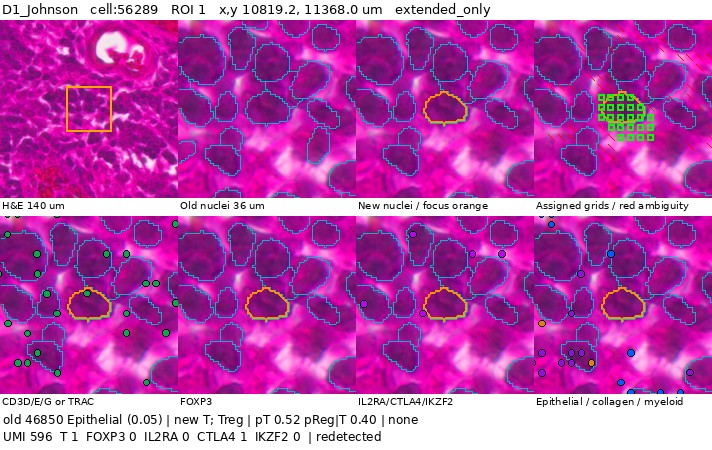 D1_Johnson cell:56289 ROI 1 x,y 10819.2, 11368.0 um extended_only
H&E 140 um
Old nuclei 36 um
New nuclei / focus orange
Assigned grids / red ambiguity
CD3D/E/G or TRAC
FOXP3
IL2RA/CTLA4/IKZF2
Epithelial / collagen / myeloid
old 46850 Epithelial (0.05) | new T; Treg | pT 0.52 pReg|T 0.40 | none
UMI 596 T 1 FOXP3 0 IL2RA 0 CTLA4 1 IKZF2 0 | redetected